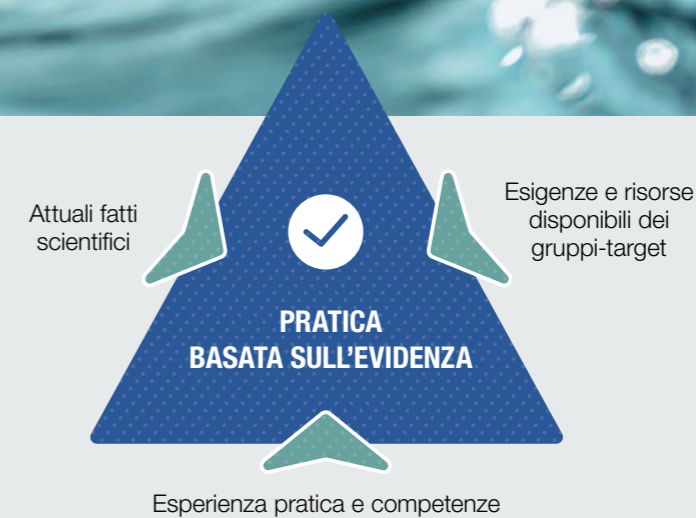 Attuali fatti
scientifici
Esigenze e risorse
disponibili dei
gruppi-target
PRATICA
BASATA SULL'EVIDENZA
Esperienza pratica e competenze